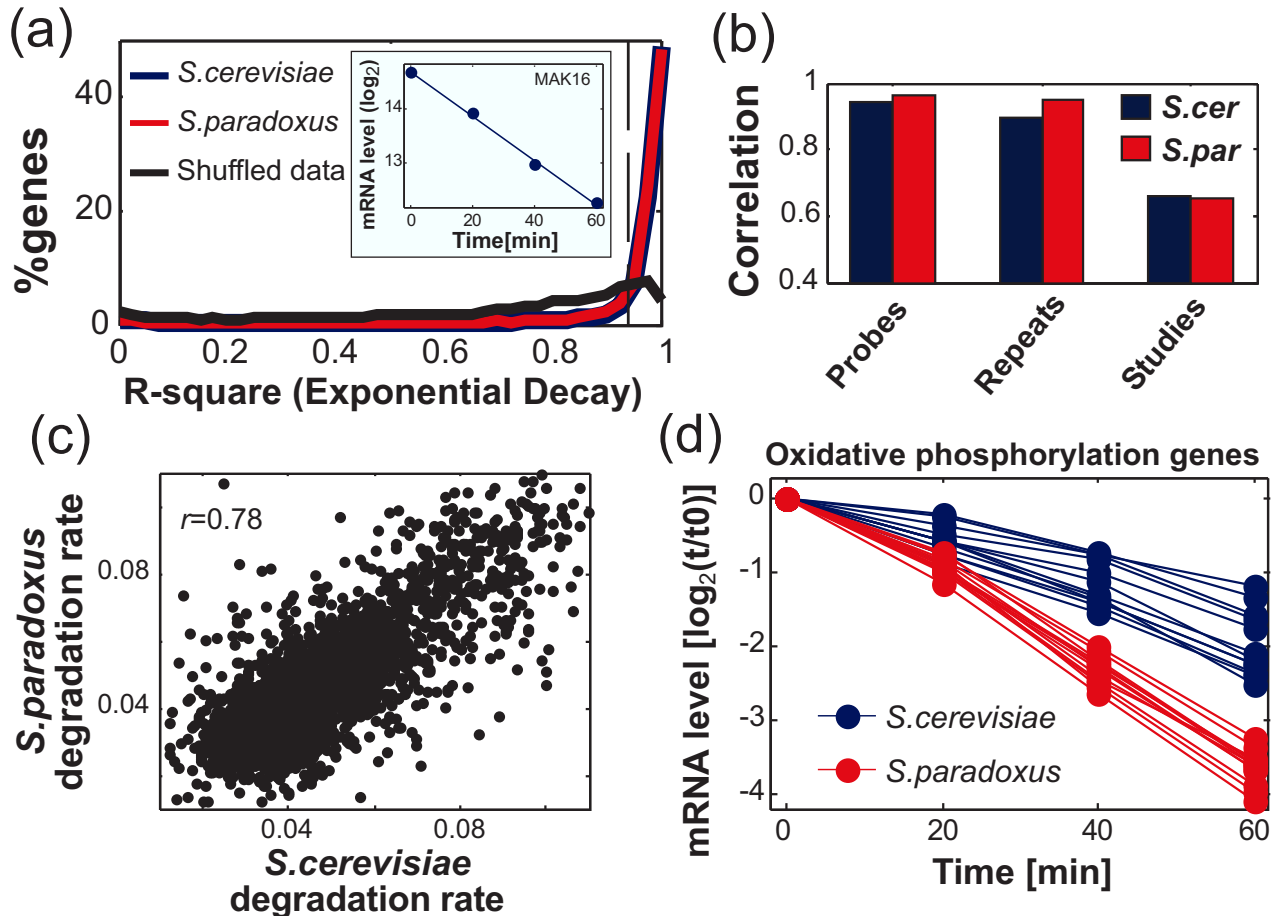 (a)
%genes
40
20
0
S.cerevisiae
S.paradoxus
Shuffled data
MAK16
mRNA level (log2)
14
13
0 20 40 60
Time[min]
0 0.2 0.4 0.6 0.8 1
R-square (Exponential Decay)
(b)
Correlation
1
0.8
0.6
0.4
S.cer
S.par
Probes
Repeats
Studies
(c)
S.paradoxus
degradation rate
0.08
0.04
r=0.78
0.04 0.08
S.cerevisiae
degradation rate
(d)
Oxidative phosphorylation genes
mRNA level [log2(t/t0)]
0
-1
-2
-3
-4
S.cerevisiae
S.paradoxus
0 20 40 60
Time [min]